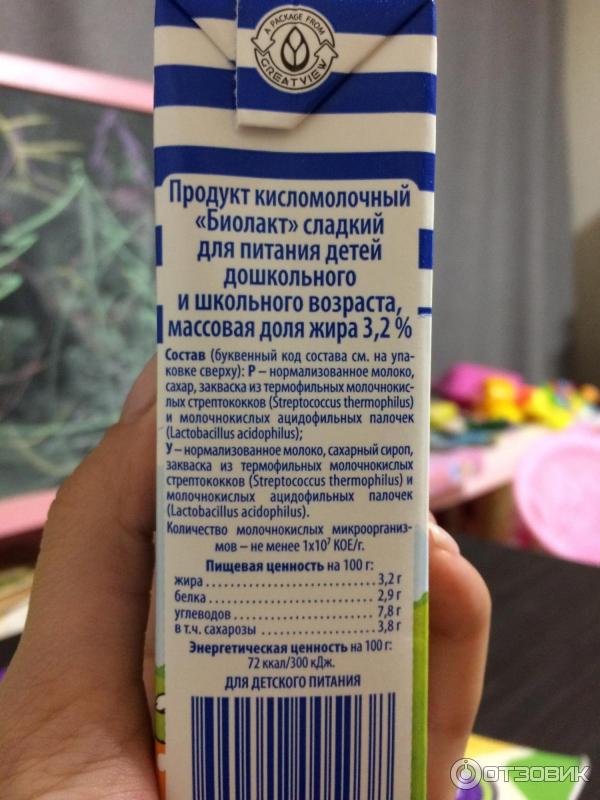 A PACKAGE FROM
GREATVIEW
Продукт кисломолочный
«Биолакт» сладкий
для питания детей
дошкольного
и школьного возраста,
массовая доля жира 3,2 %
Состав (буквенный код состава см. на упа-
ковке сверху): Р – нормализованное молоко,
сахар, закваска из термофильных молочнокис-
лых стрептококков (Streptococcus thermophilus)
и молочнокислых ацидофильных палочек
(Lactobacillus acidophilus);
У – нормализованное молоко, сахарный сироп,
закваска из термофильных молочнокислых
стрептококков (Streptococcus thermophilus) и
молочнокислых ацидофильных палочек
(Lactobacillus acidophilus).
Количество молочнокислых микрооргániз-
мов – не менее 1х10⁷ КОЕ/г.
Пищевая ценность на 100 г:
жира ........................ 3,2 г
белка ........................ 2,9 г
углеводов ................... 7,8 г
в т.ч. сахарозы .............. 3,8 г
Энергетическая ценность на 100 г:
72 ккал/300 кДж.
ДЛЯ ДЕТСКОГО ПИТАНИЯ
ОТЗОВИК